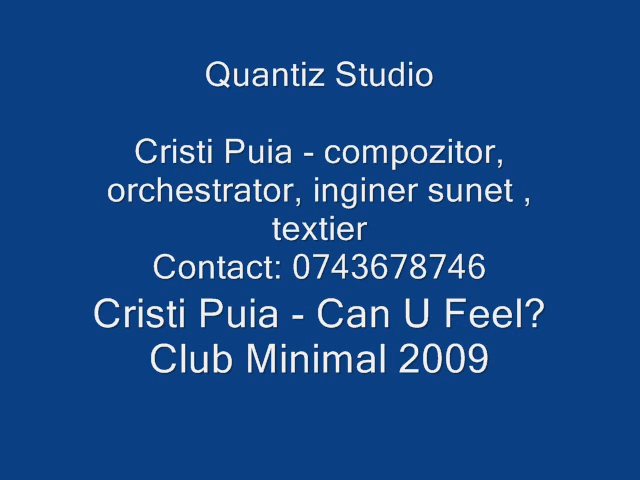 Quantiz Studio
Cristi Puia - compozitor,
orchestrator, inginer sunet ,
textier
Contact: 0743678746
Cristi Puia - Can U Feel?
Club Minimal 2009